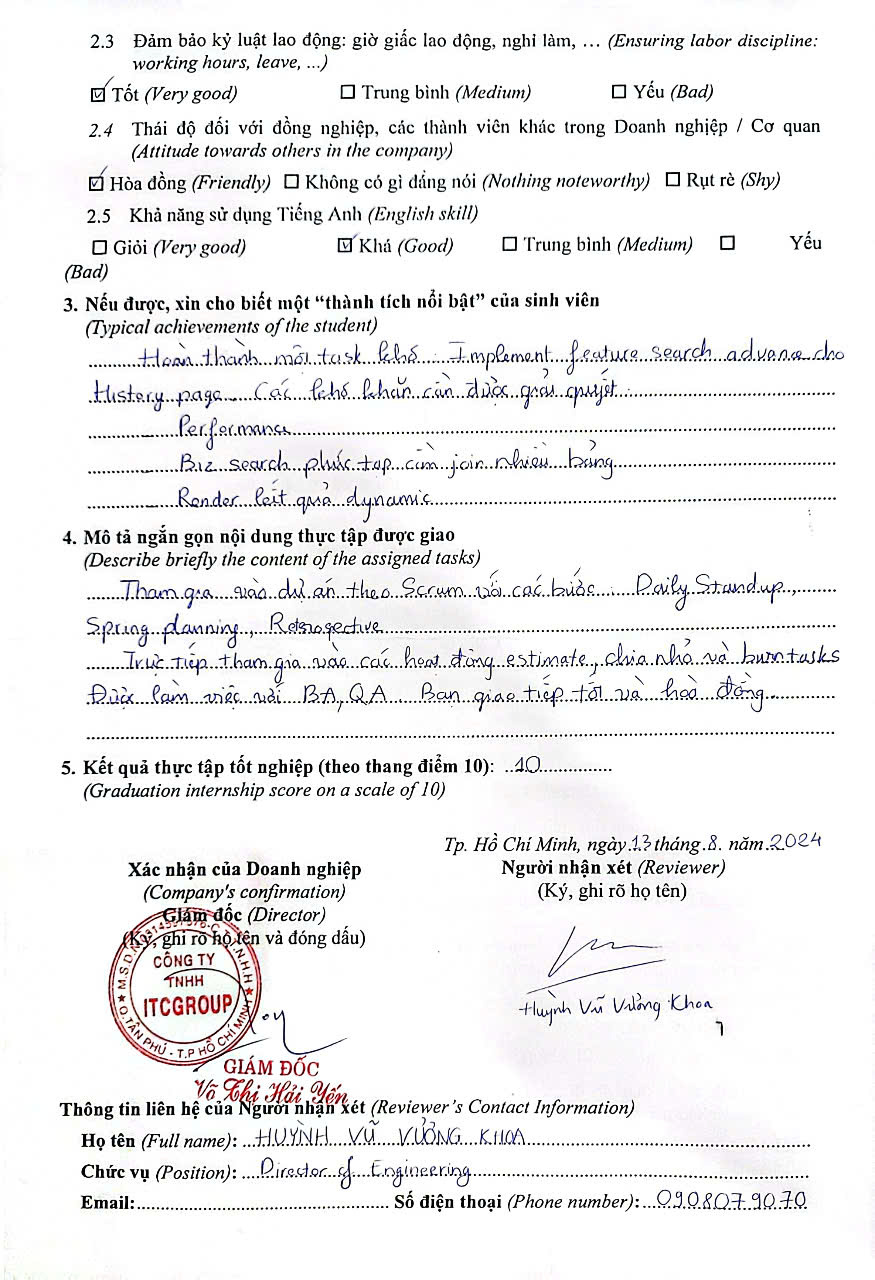 2.3 Đảm bảo kỷ luật lao động: giờ giấc lao động, nghỉ làm, … (Ensuring labor discipline:
working hours, leave, ...)
☑ Tốt (Very good) ☐ Trung bình (Medium) ☐ Yếu (Bad)
2.4 Thái độ đối với đồng nghiệp, các thành viên khác trong Doanh nghiệp / Cơ quan
(Attitude towards others in the company)
☑ Hòa đồng (Friendly) ☐ Không có gì đáng nói (Nothing noteworthy) ☐ Rụt rè (Shy)
2.5 Khả năng sử dụng Tiếng Anh (English skill)
☐ Giỏi (Very good) ☑ Khá (Good) ☐ Trung bình (Medium) ☐ Yếu
(Bad)
3. Nếu được, xin cho biết một “thành tích nổi bật” của sinh viên
(Typical achievements of the student)
Hoàn thành một task khó. Implement feature search advance cho
History page. Các khó khăn cần được giải quyết.
Performance
Biz search phức tạp cần join nhiều bảng
Render kết quả dynamic
4. Mô tả ngắn gọn nội dung thực tập được giao
(Describe briefly the content of the assigned tasks)
Tham gia vào dự án theo Scrum với các bước: Daily Standup,
Spring planning, Retrospective
Trực tiếp tham gia vào các hoạt động estimate, chia nhỏ và burn tasks
Được làm việc với BA, QA. Bạn giao tiếp tốt và hoà đồng
5. Kết quả thực tập tốt nghiệp (theo thang điểm 10): 10
(Graduation internship score on a scale of 10)
Tp. Hồ Chí Minh, ngày 13 tháng 8 năm 2024
Xác nhận của Doanh nghiệp
(Company's confirmation)
Giám đốc (Director)
(Ký, ghi rõ họ tên và đóng dấu)
Người nhận xét (Reviewer)
(Ký, ghi rõ họ tên)
CÔNG TY
TNHH
ITCGROUP
Q.TÂN PHÚ - T.P HỒ CHÍ MINH
Huỳnh Vũ Vương Khoa
GIÁM ĐỐC
Võ Thị Hải Yến
Thông tin liên hệ của Người nhận xét (Reviewer’s Contact Information)
Họ tên (Full name): HUỲNH VŨ VƯƠNG KHOA
Chức vụ (Position): Director of Engineering
Email: Số điện thoại (Phone number): 0908079070